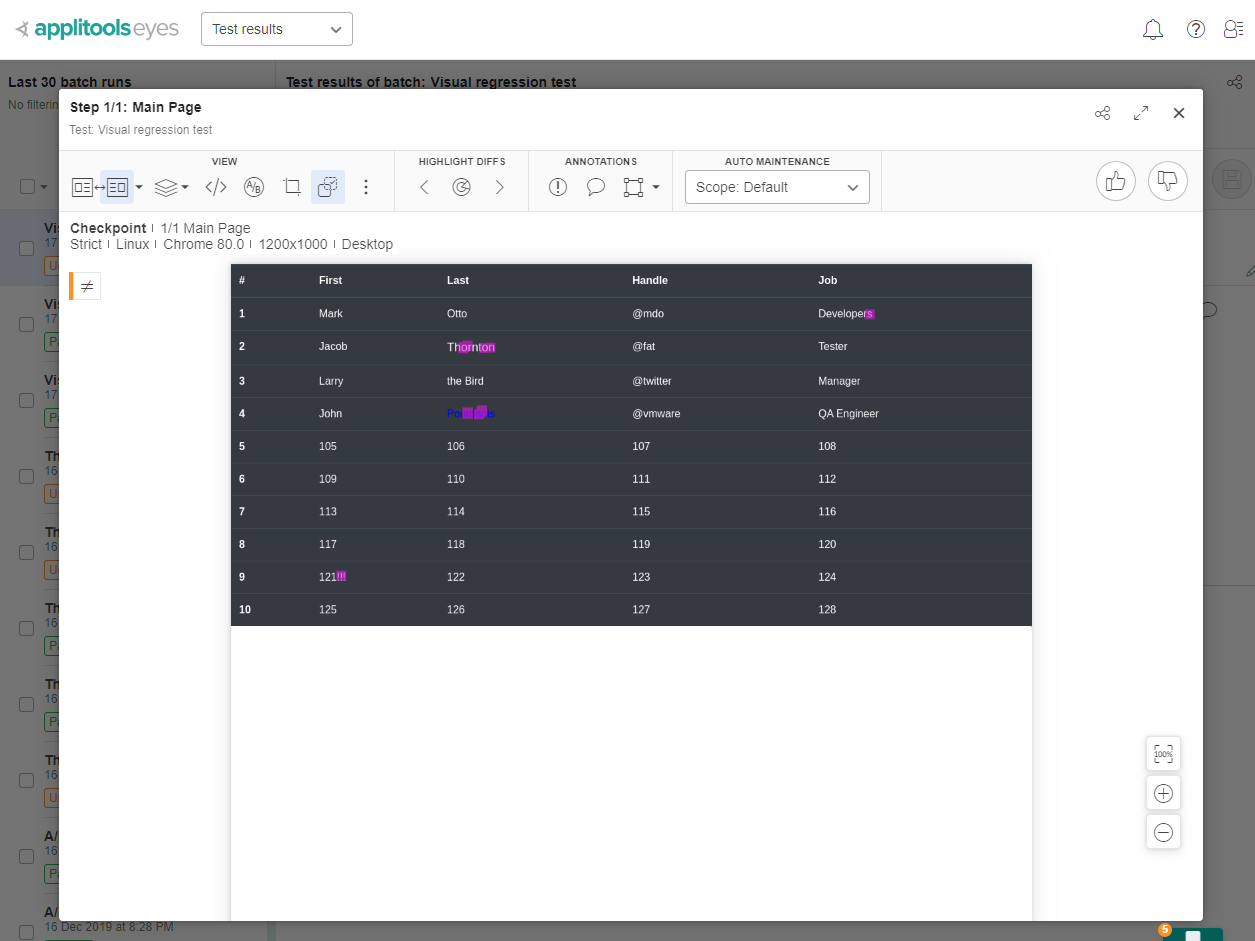 applitools eyes
Test results
Last 30 batch runs
Test results of batch: Visual regression test
No filterin
Step 1/1: Main Page
Test: Visual regression test
VIEW
HIGHLIGHT DIFFS
ANNOTATIONS
AUTO MAINTENANCE
A/B
Scope: Default
Checkpoint | 1/1 Main Page
Strict | Linux | Chrome 80.0 | 1200x1000 | Desktop
≠
# First Last Handle Job
1 Mark Otto @mdo Developers
2 Jacob Thornton @fat Tester
3 Larry the Bird @twitter Manager
4 John @vmware QA Engineer
5 105 106 107 108
6 109 110 111 112
7 113 114 115 116
8 117 118 119 120
9 121!!! 122 123 124
10 125 126 127 128
Vi
17
U
Vi
17
P
Vi
17
P
Th
16
U
Th
16
U
Th
16
P
Th
16
P
Th
16
U
A/
16
P
A/
16 Dec 2019 at 8:28 PM
100%
5